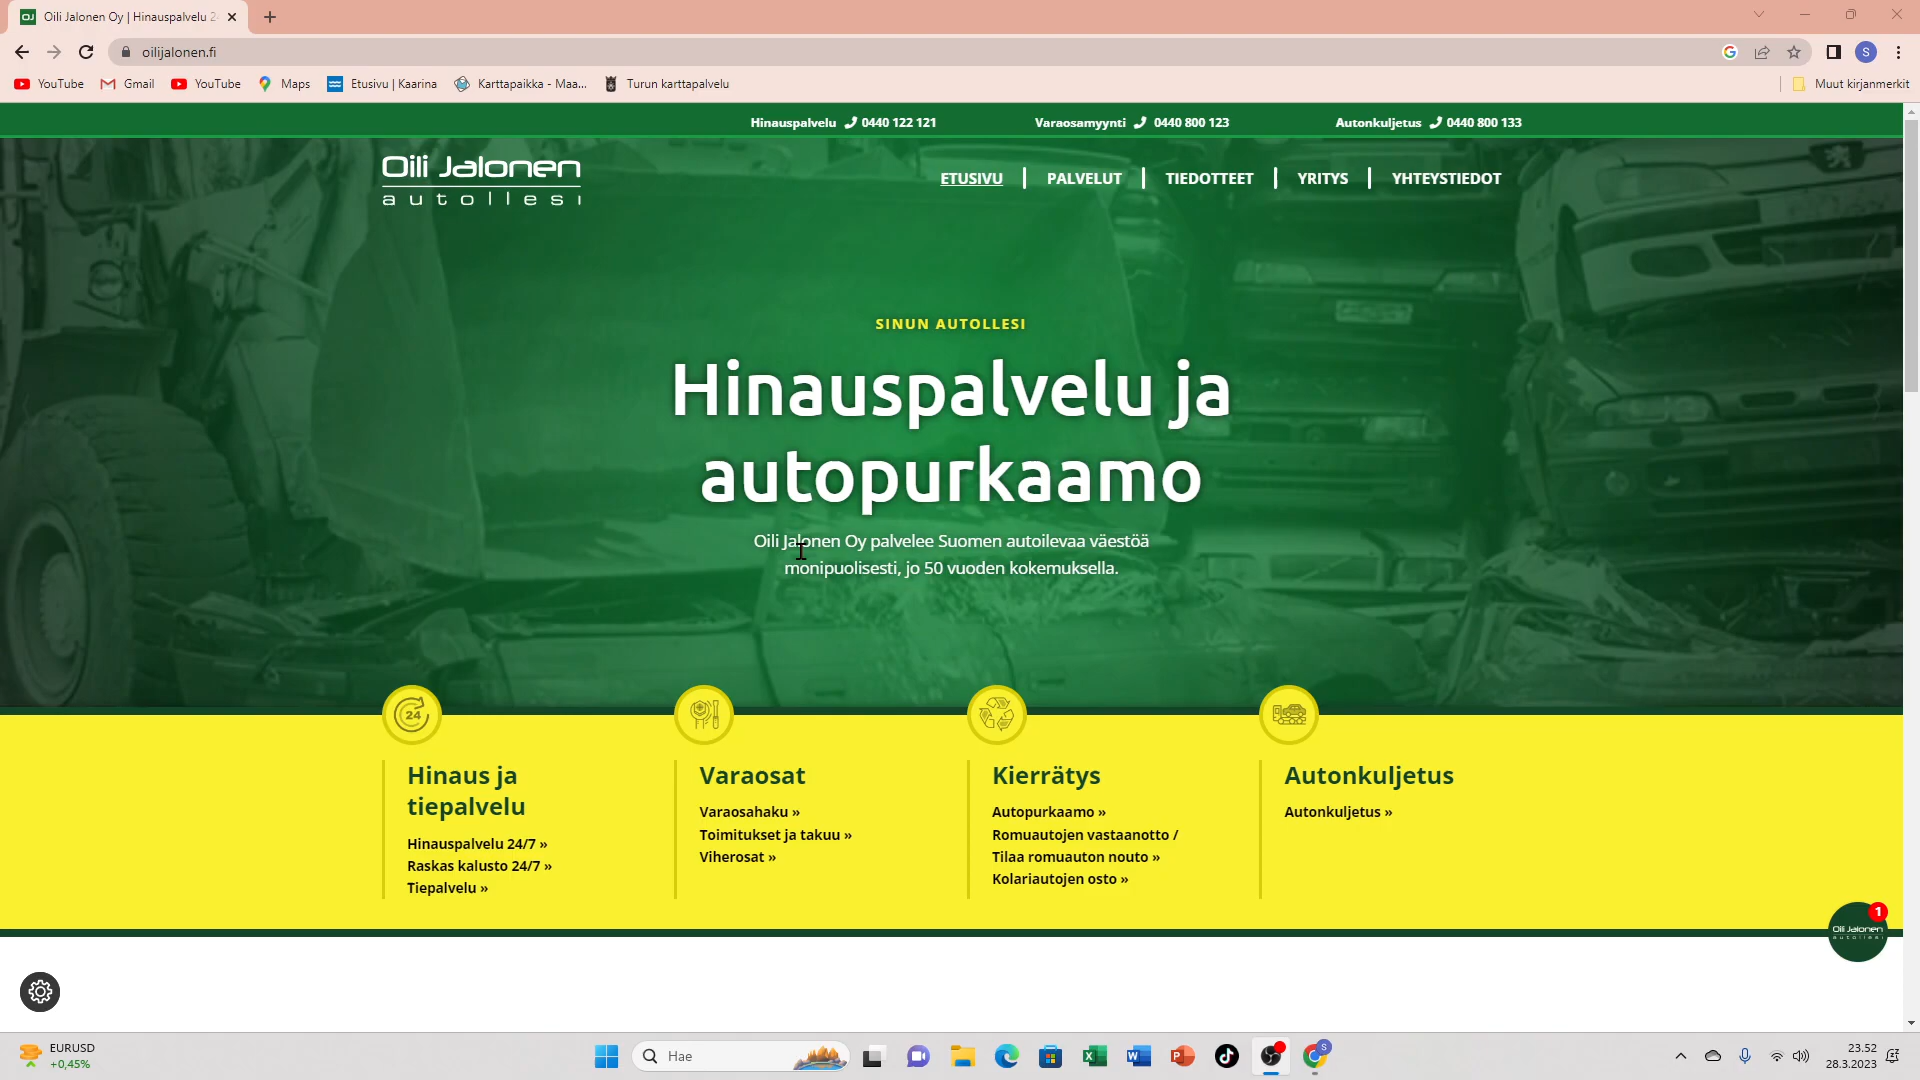 Oili Jalonen Oy | Hinauspalvelu 2
oilijalonen.fi
S
YouTube
Gmail
YouTube
Maps
Etusivu | Kaarina
Karttapaikka - Maa...
Turun karttapalvelu
Muut kirjanmerkit
Hinauspalvelu 0440 122 121
Varaosamyynti 0440 800 123
Autonkuljetus 0440 800 133
Oili Jalonen
autollesi
ETUSIVU
PALVELUT
TIEDOTTEET
YRITYS
YHTEYSTIEDOT
SINUN AUTOLLESI
Hinauspalvelu ja
autopurkaamo
Oili Jalonen Oy palvelee Suomen autoilevaa väestöä
monipuolisesti, jo 50 vuoden kokemuksella.
24
Hinaus ja
tiepalvelu
Hinauspalvelu 24/7 »
Raskas kalusto 24/7 »
Tiepalvelu »
Varaosat
Varaosahaku »
Toimitukset ja takuu »
Viherosat »
Kierrätys
Autopurkaamo »
Romuautojen vastaanotto /
Tilaa romuauton nouto »
Kolariautojen osto »
Autonkuljetus
Autonkuljetus »
1
Oili Jalonen
autollesi
EURUSD
+0,45%
Hae
S
23.52
28.3.2023